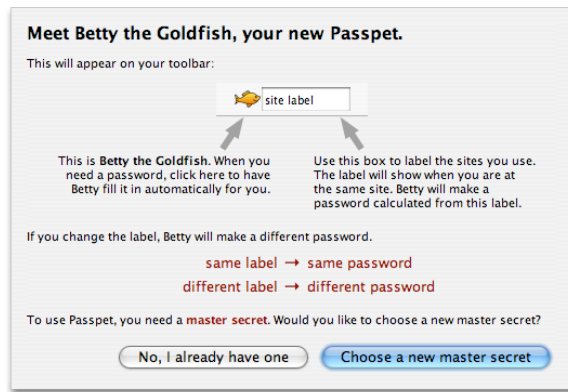 Meet Betty the Goldfish, your new Passpet.
This will appear on your toolbar:
site label
This is Betty the Goldfish. When you
need a password, click here to have
Betty fill it in automatically for you.
Use this box to label the sites you use.
The label will show when you are at
the same site. Betty will make a
password calculated from this label.
If you change the label, Betty will make a different password.
same label → same password
different label → different password
To use Passpet, you need a master secret. Would you like to choose a new master secret?
No, I already have one
Choose a new master secret